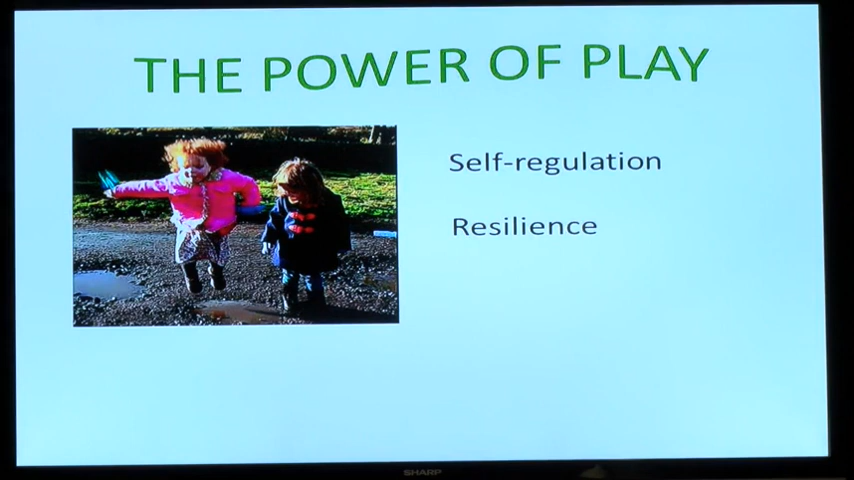 THE POWER OF PLAY
Self-regulation
Resilience
SHARP